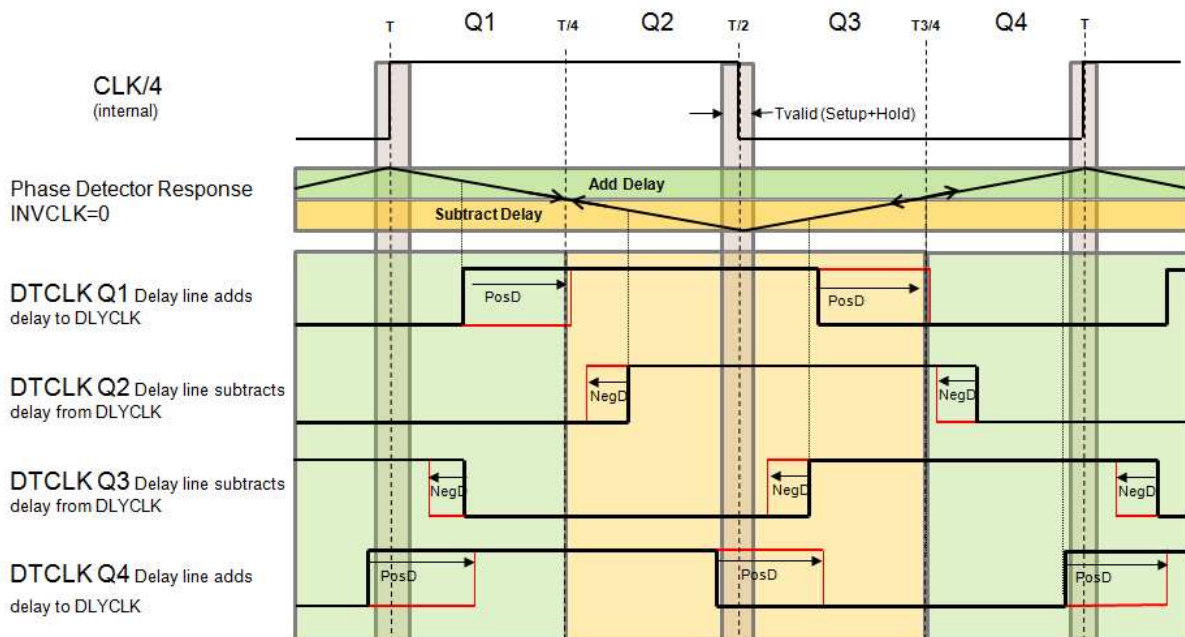 T Q1 T/4 Q2 T/2 Q3 T3/4 Q4 T
CLK/4
(internal)
Tvalid (Setup+Hold)
Phase Detector Response
INVCLK=0
Add Delay
Subtract Delay
DTCLK Q1 Delay line adds
delay to DLYCLK
PosD
PosD
DTCLK Q2 Delay line subtracts
delay from DLYCLK
NegD
NegD
DTCLK Q3 Delay line subtracts
delay from DLYCLK
NegD
NegD
NegD
DTCLK Q4 Delay line adds
delay to DLYCLK
PosD
PosD
PosD